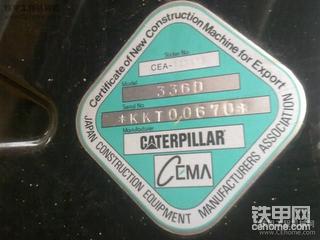 Certificate of New Construction Machine for Export
Sticker No.
CEA-
Model
336D
Serial No.
*KKT00670*
Manufacturer
CATERPILLAR
CEMA
JAPAN CONSTRUCTION EQUIPMENT MANUFACTURERS ASSOCIATION
铁甲网
cehome.com